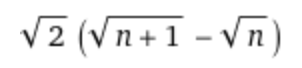 √2 (√n + 1 − √n)